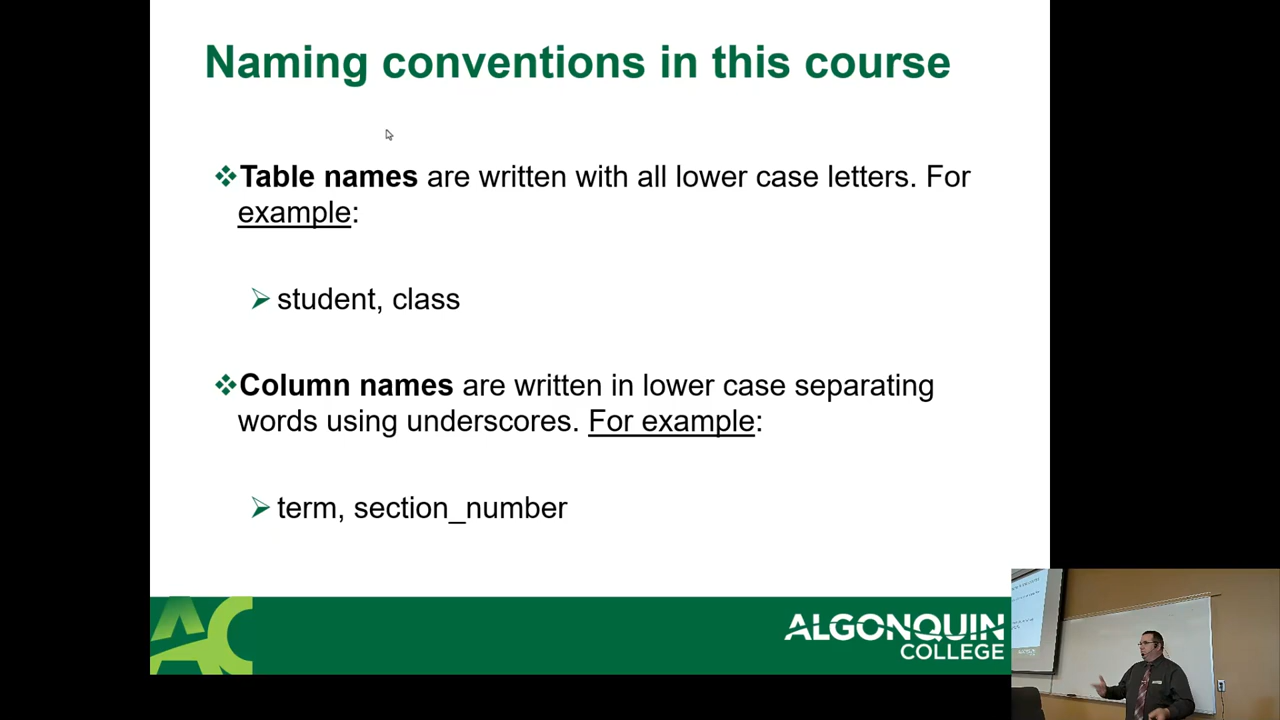 Naming conventions in this course
Table names are written with all lower case letters. For
example:
student, class
Column names are written in lower case separating
words using underscores. For example:
term, section_number
AC
ALGONQUIN
COLLEGE